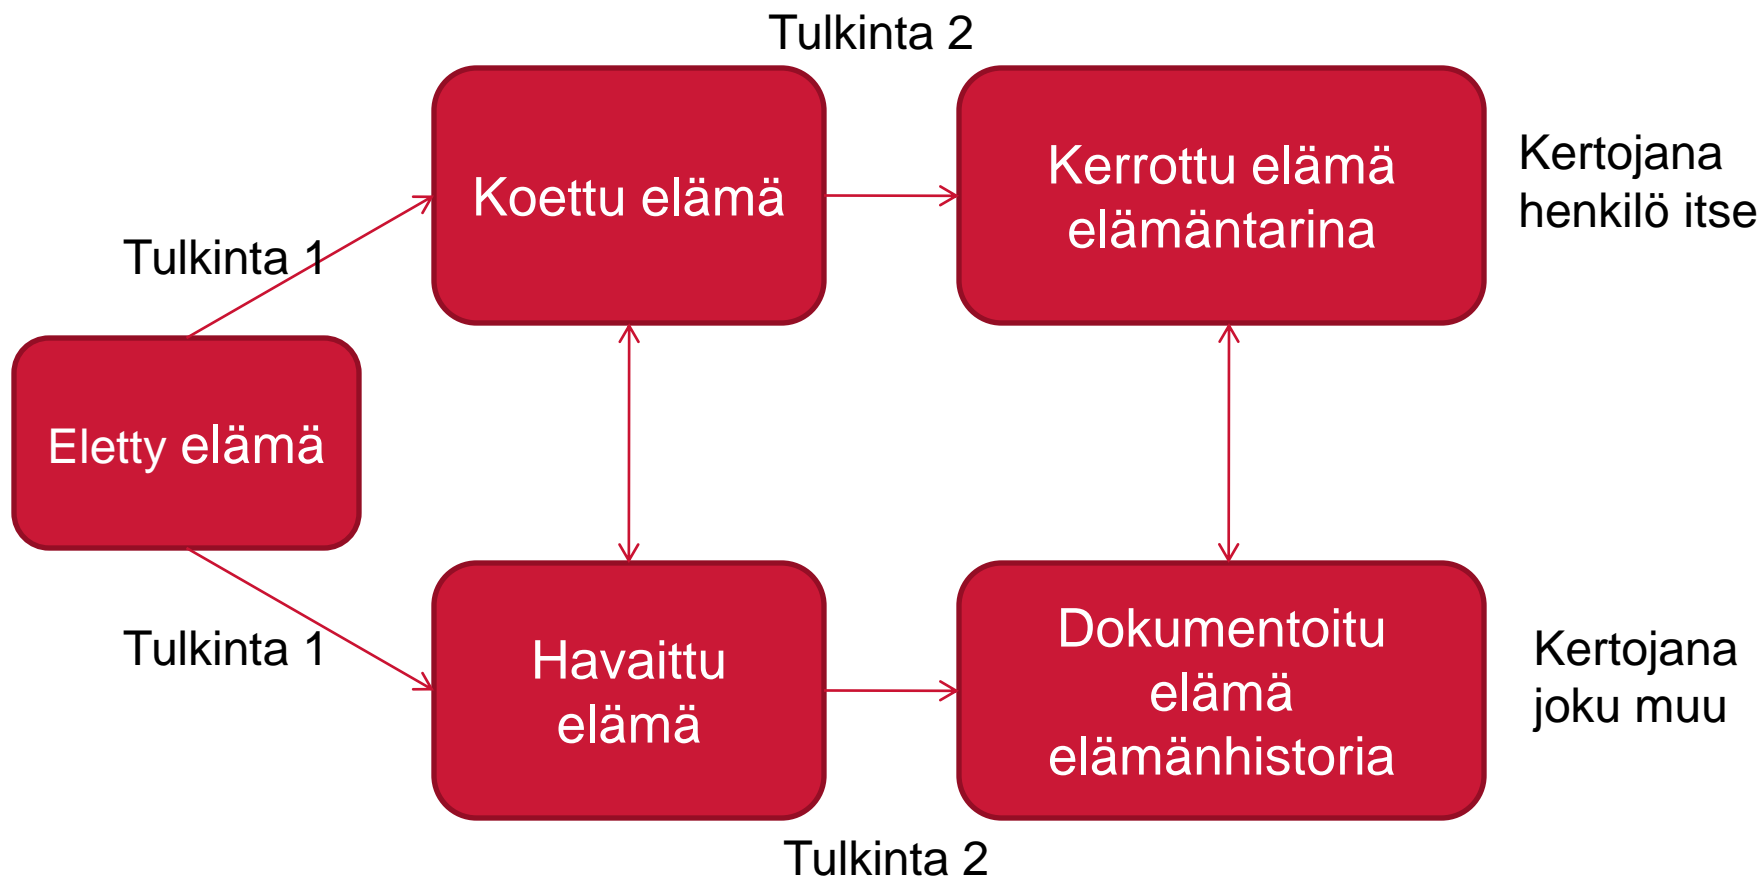 Tulkinta 2
Koettu elämä
Kerrottu elämä
elämäntarina
Kertojana
henkilö itse
Tulkinta 1
Eletty elämä
Tulkinta 1
Havaittu
elämä
Dokumentoitu
elämä
elämänhistoria
Kertojana
joku muu
Tulkinta 2